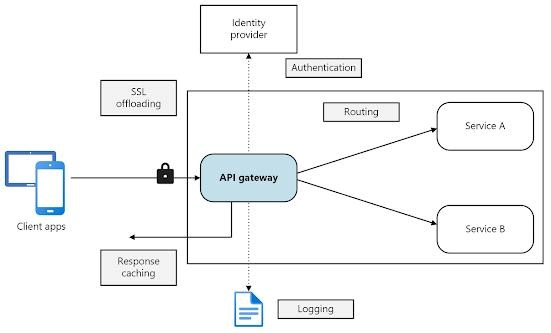 Identity
provider
Authentication
SSL
offloading
Routing
Service A
API gateway
Client apps
Service B
Response
caching
Logging